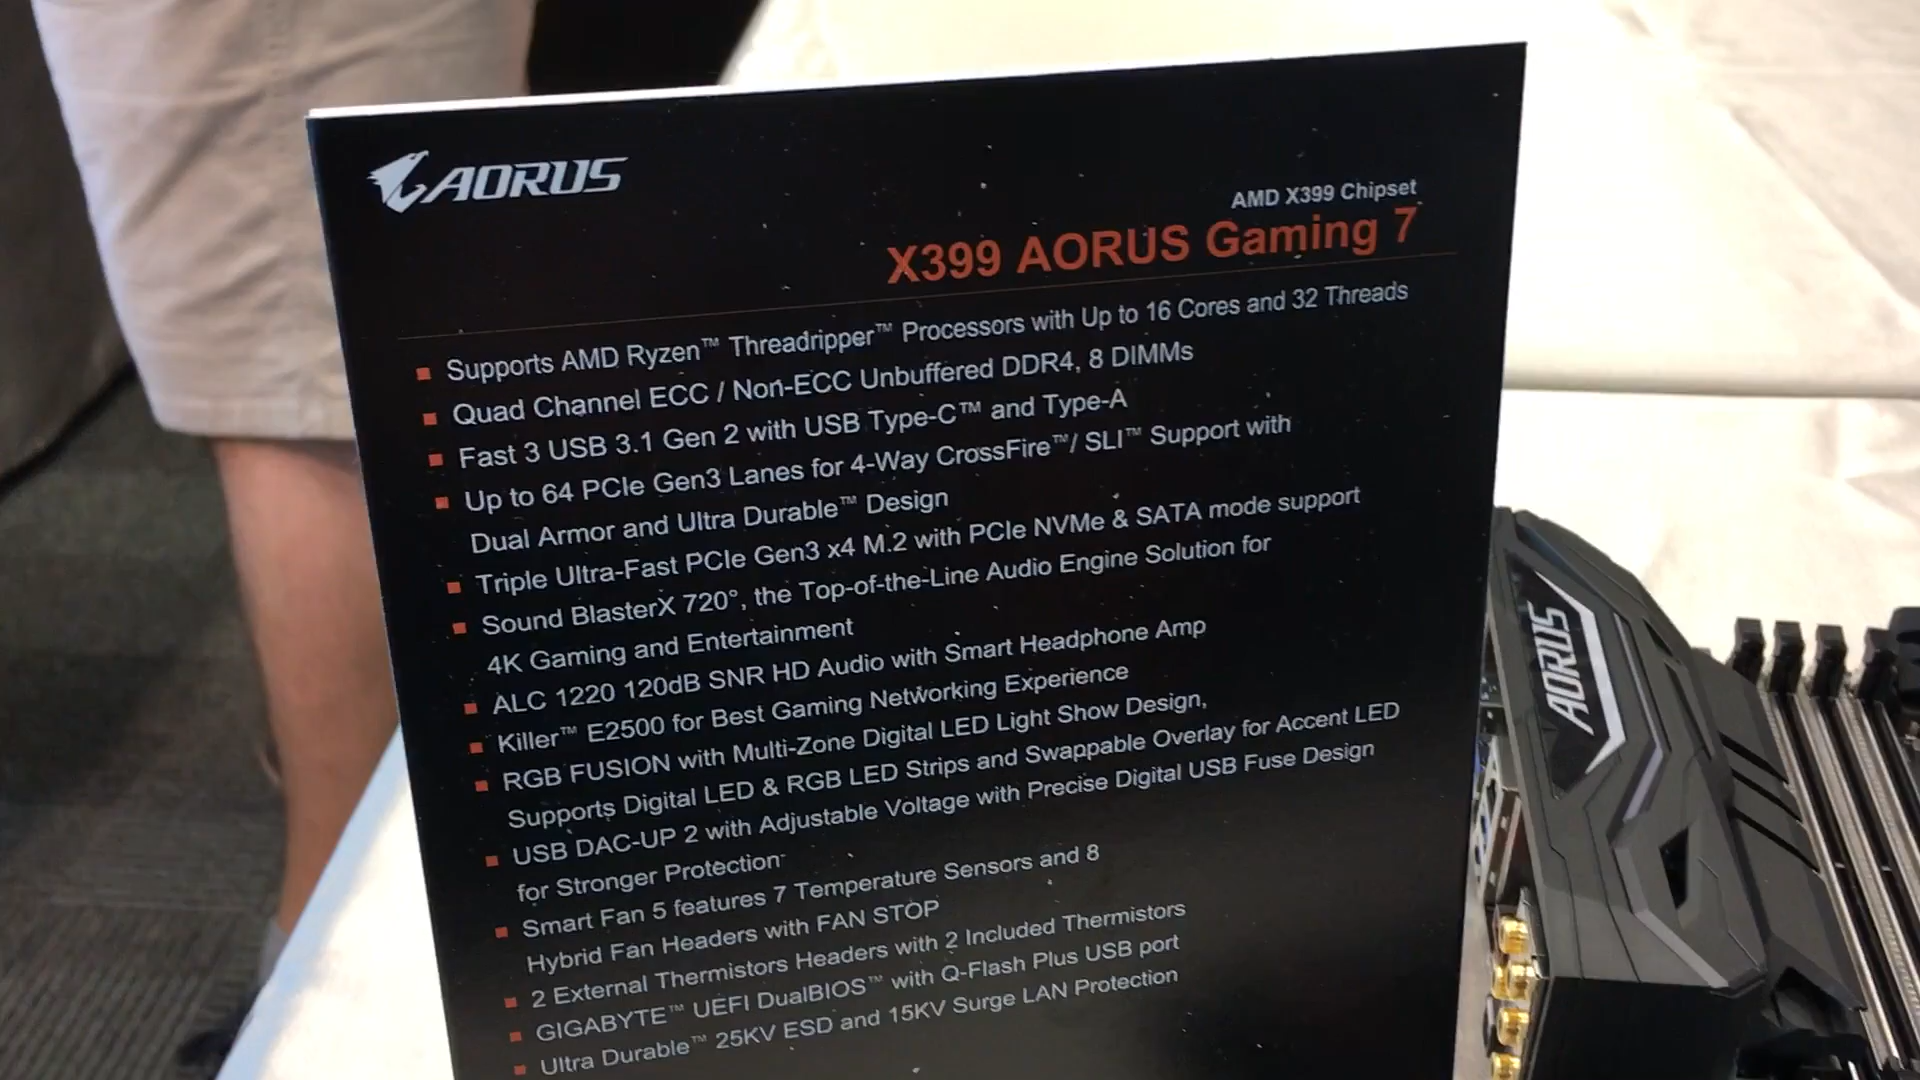 AORUS
AMD X399 Chipset
X399 AORUS Gaming 7
Supports AMD Ryzen™ Threadripper™ Processors with Up to 16 Cores and 32 Threads
Quad Channel ECC / Non-ECC Unbuffered DDR4, 8 DIMMs
Fast 3 USB 3.1 Gen 2 with USB Type-C™ and Type-A
Up to 64 PCIe Gen3 Lanes for 4-Way CrossFire™/ SLI™ Support with
Dual Armor and Ultra Durable™ Design
Triple Ultra-Fast PCIe Gen3 x4 M.2 with PCIe NVMe & SATA mode support
Sound BlasterX 720°, the Top-of-the-Line Audio Engine Solution for
4K Gaming and Entertainment
ALC 1220 120dB SNR HD Audio with Smart Headphone Amp
Killer™ E2500 for Best Gaming Networking Experience
RGB FUSION with Multi-Zone Digital LED Light Show Design,
Supports Digital LED & RGB LED Strips and Swappable Overlay for Accent LED
USB DAC-UP 2 with Adjustable Voltage with Precise Digital USB Fuse Design
for Stronger Protection
Smart Fan 5 features 7 Temperature Sensors and 8
Hybrid Fan Headers with FAN STOP
2 External Thermistors Headers with 2 Included Thermistors
GIGABYTE™ UEFI DualBIOS™ with Q-Flash Plus USB port
Ultra Durable™ 25KV ESD and 15KV Surge LAN Protection
AORUS